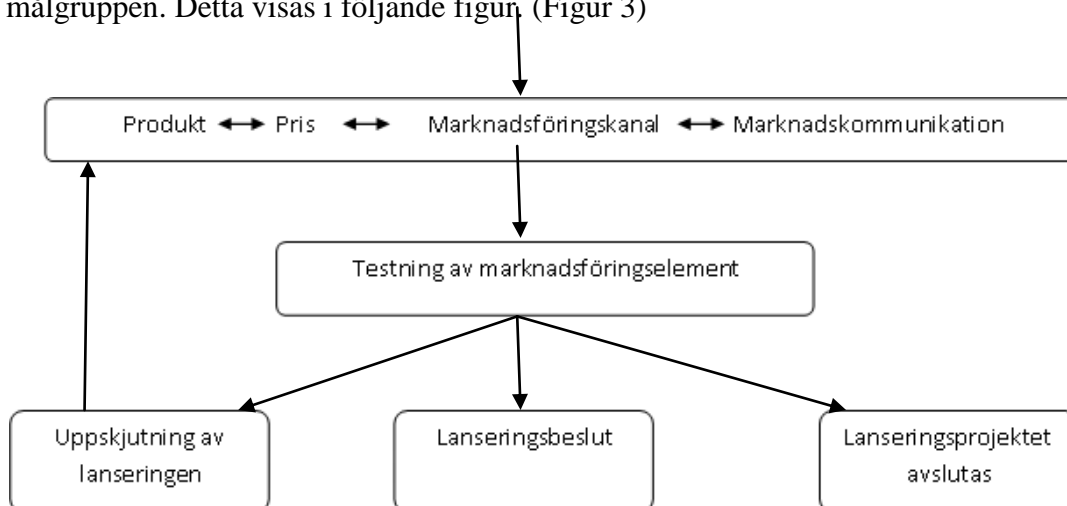 målgruppen. Detta visas i följande figur. (Figur 3)
Produkt Pris Marknadsföringskanal Marknadskommunikation
Testning av marknadsföringselement
Uppskjutning av
lanseringen
Lanseringsbeslut
Lanseringsprojektet
avslutas